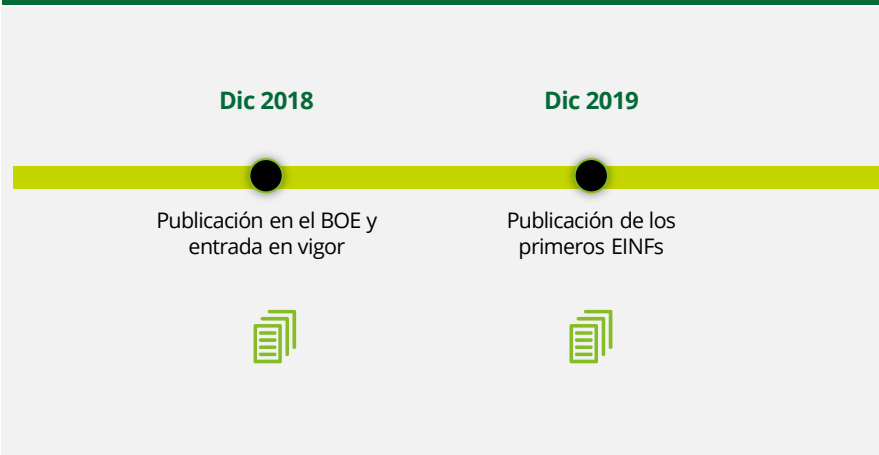 Dic 2018
Dic 2019
Publicación en el BOE y
entrada en vigor
Publicación de los
primeros EINFs